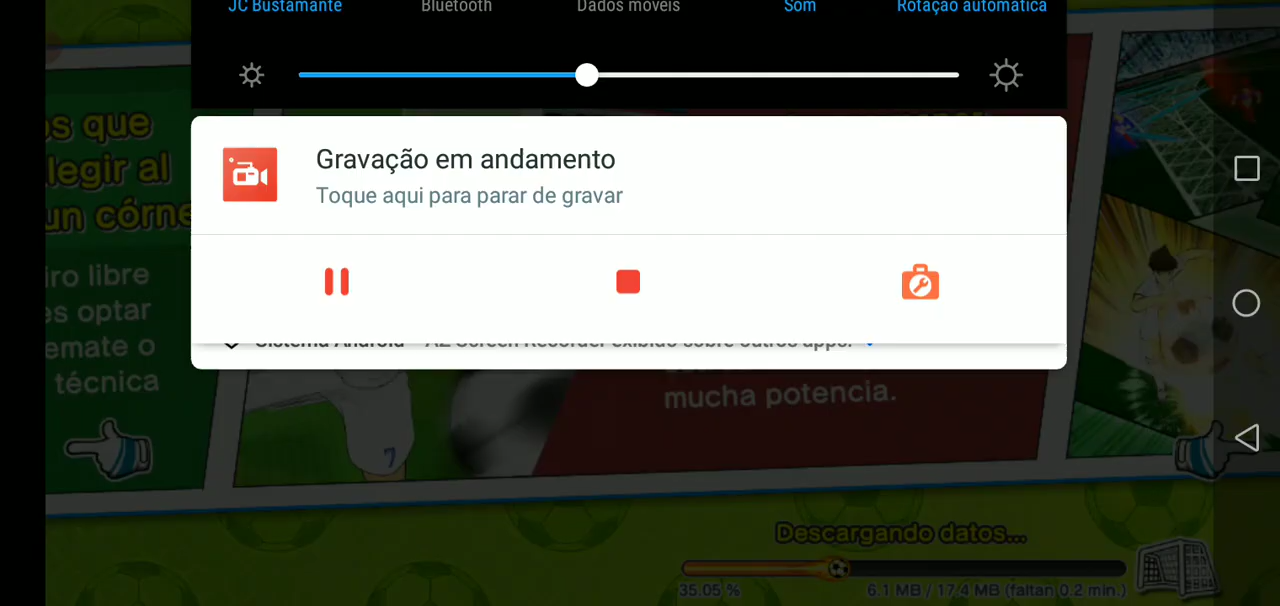 JC Bustamante Bluetooth Dados móveis Som Rotação automática
Gravação em andamento
Toque aqui para parar de gravar
Sistema Android AZ Screen Recorder exibido sobre outros apps.
os que
legir al
un córne
iro libre
es optar
emate o
técnica
mucha potencia.
7
Descargando datos...
35.05 % 6.1 MB / 17.4 MB (faltan 0.2 min.)